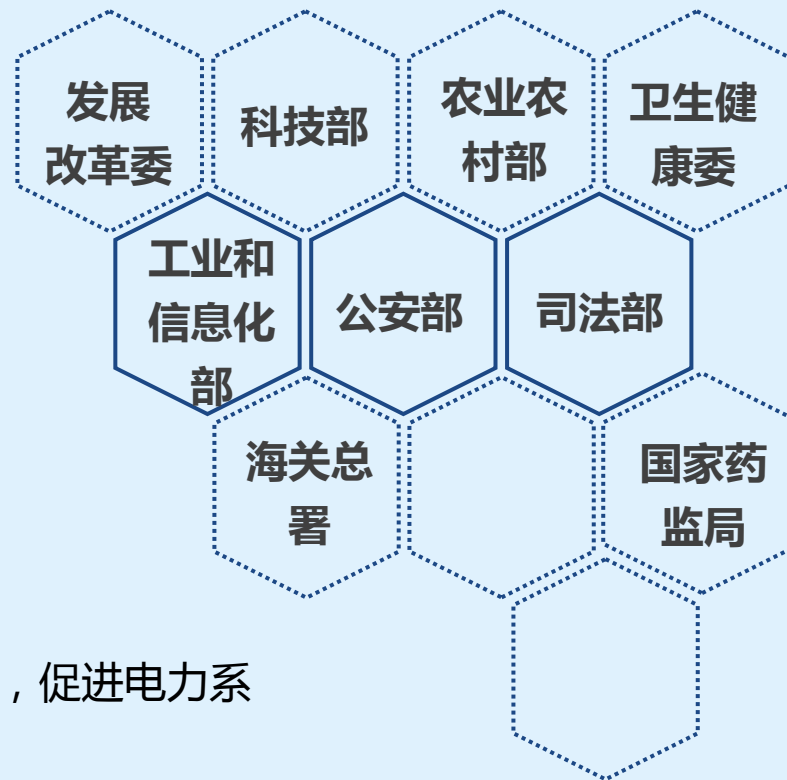 发展
改革委
科技部
农业农
村部
卫生健
康委
工业和
信息化
部
公安部
司法部
海关总
署
国家药
监局
，促进电力系